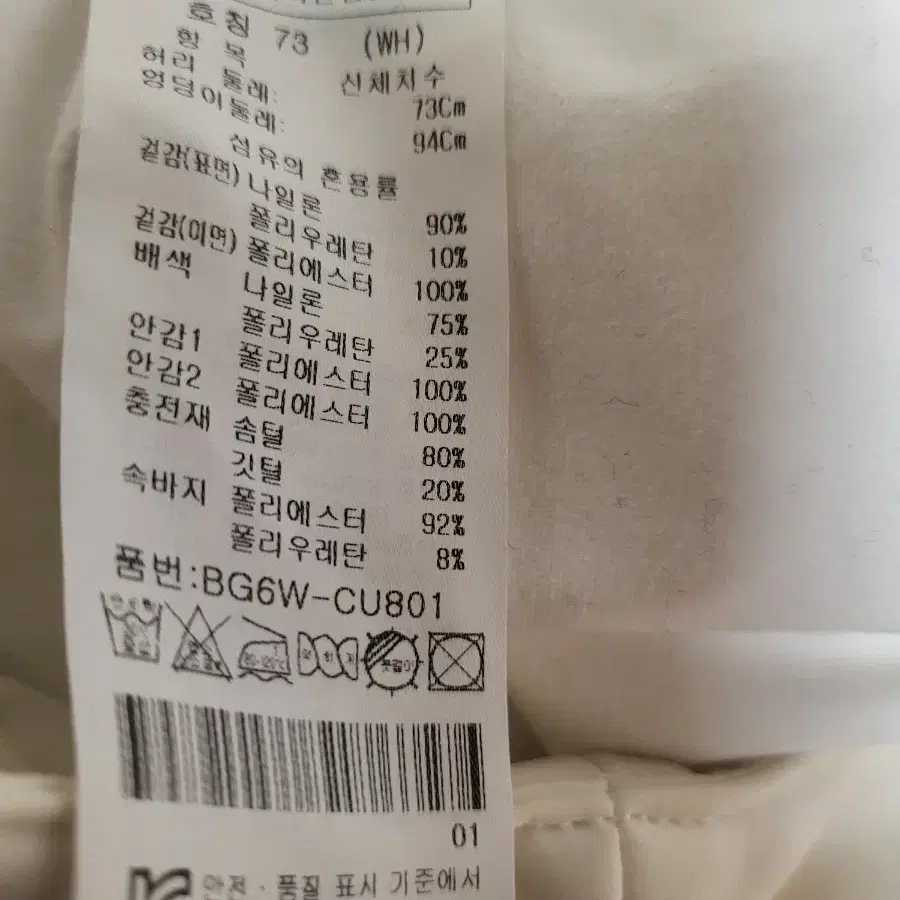 호칭 73 (WH)
항목 신체치수
허리 둘레: 73Cm
엉덩이둘레: 94Cm
섬유의 혼용률
겉감(표면) 나일론 90%
폴리우레탄 10%
겉감(이면) 폴리에스터 100%
배색 나일론 75%
폴리우레탄 25%
안감1 폴리에스터 100%
안감2 폴리에스터 100%
충전재 솜털 80%
깃털 20%
속바지 폴리에스터 92%
폴리우레탄 8%
품번:BG6W-CU801
옷걸이
01
안전·품질 표시 기준에서